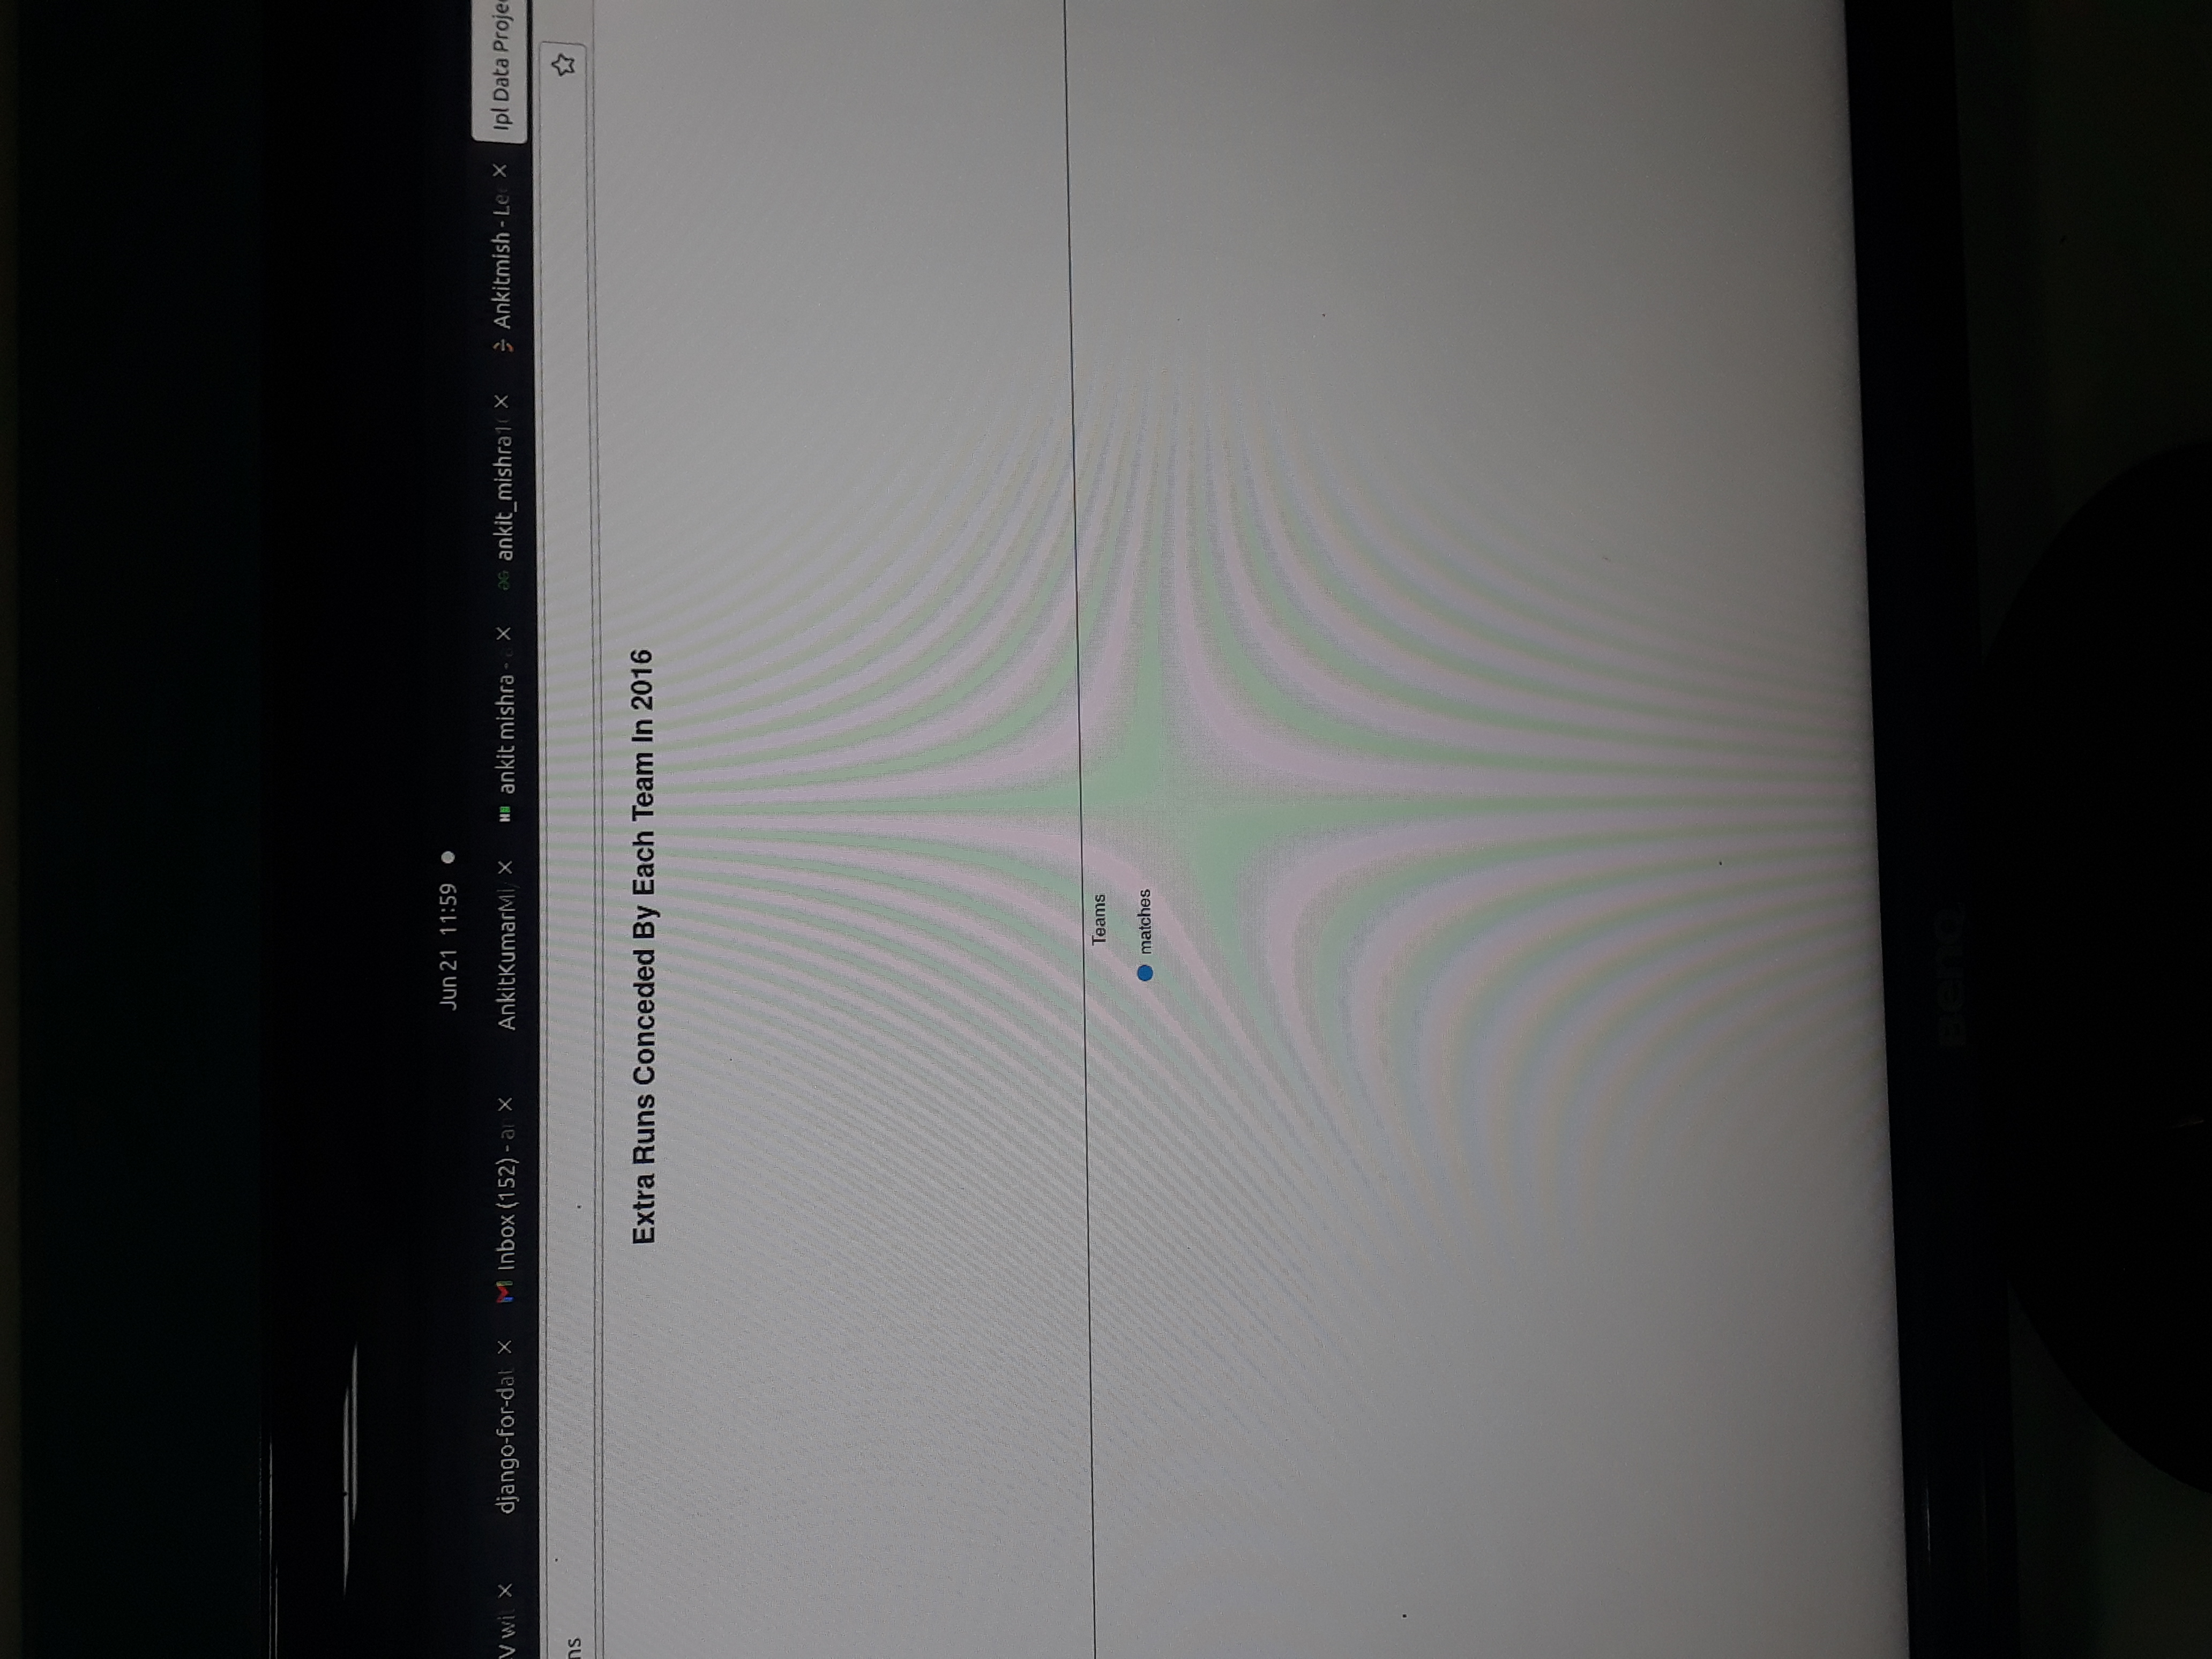 Jun 21 11:59
V wi
django-for-dat
Inbox (152) - a
AnkitKumarMi
ankit mishra -
ankit_mishra1
Ankitmish - Le
Ipl Data Proje
ns
Extra Runs Conceded By Each Team In 2016
Teams
matches
BenQ